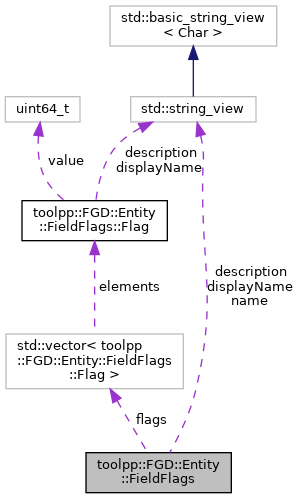 std::basic_string_view
< Char >
uint64_t
std::string_view
value
description
displayName
toolpp::FGD::Entity
::FieldFlags::Flag
elements
description
displayName
name
std::vector< toolpp
::FGD::Entity::FieldFlags
::Flag >
flags
toolpp::FGD::Entity
::FieldFlags